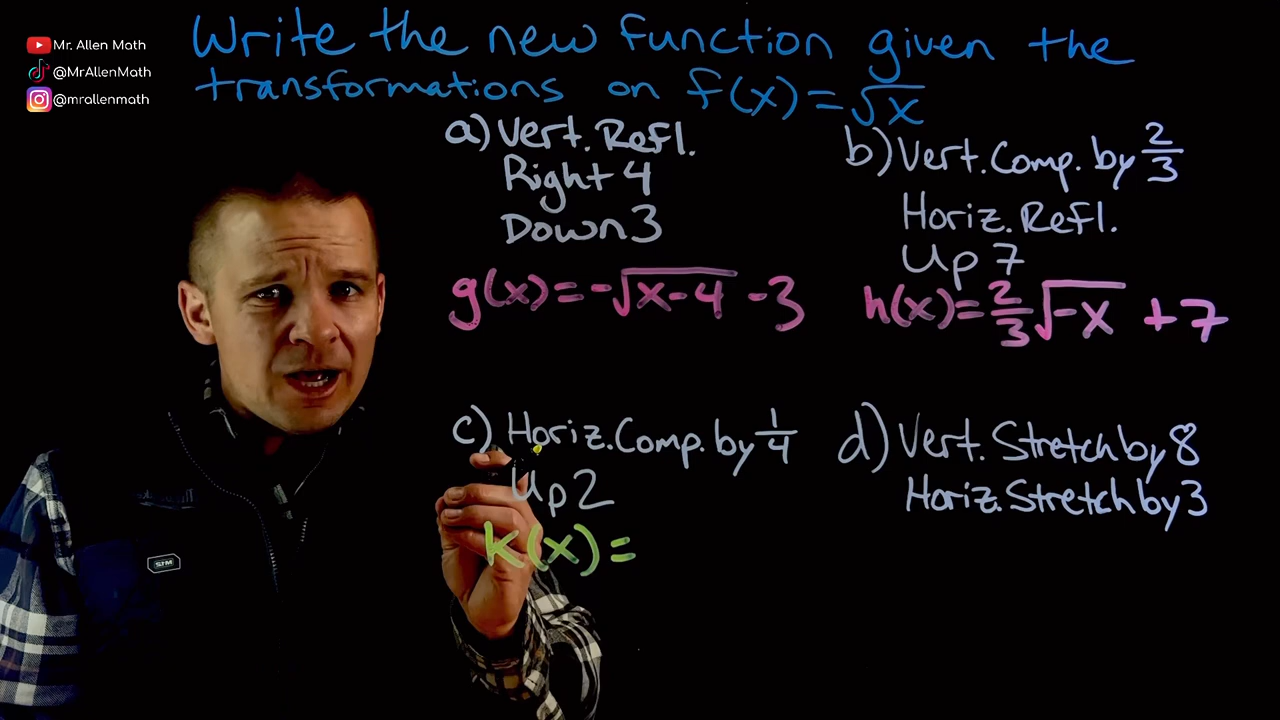 Mr. Allen Math
@MrAllenMath
@mrallenmath
Write the new function given the
transformations on f(x)=√x
a) Vert. Refl.
Right 4
Down 3
g(x)=-√x-4 -3
b) Vert. Comp. by 2/3
Horiz. Refl.
Up 7
h(x)=2/3√-x +7
c) Horiz. Comp. by 1/4
Up 2
K(x)=
d) Vert. Stretch by 8
Horiz. Stretch by 3
STM